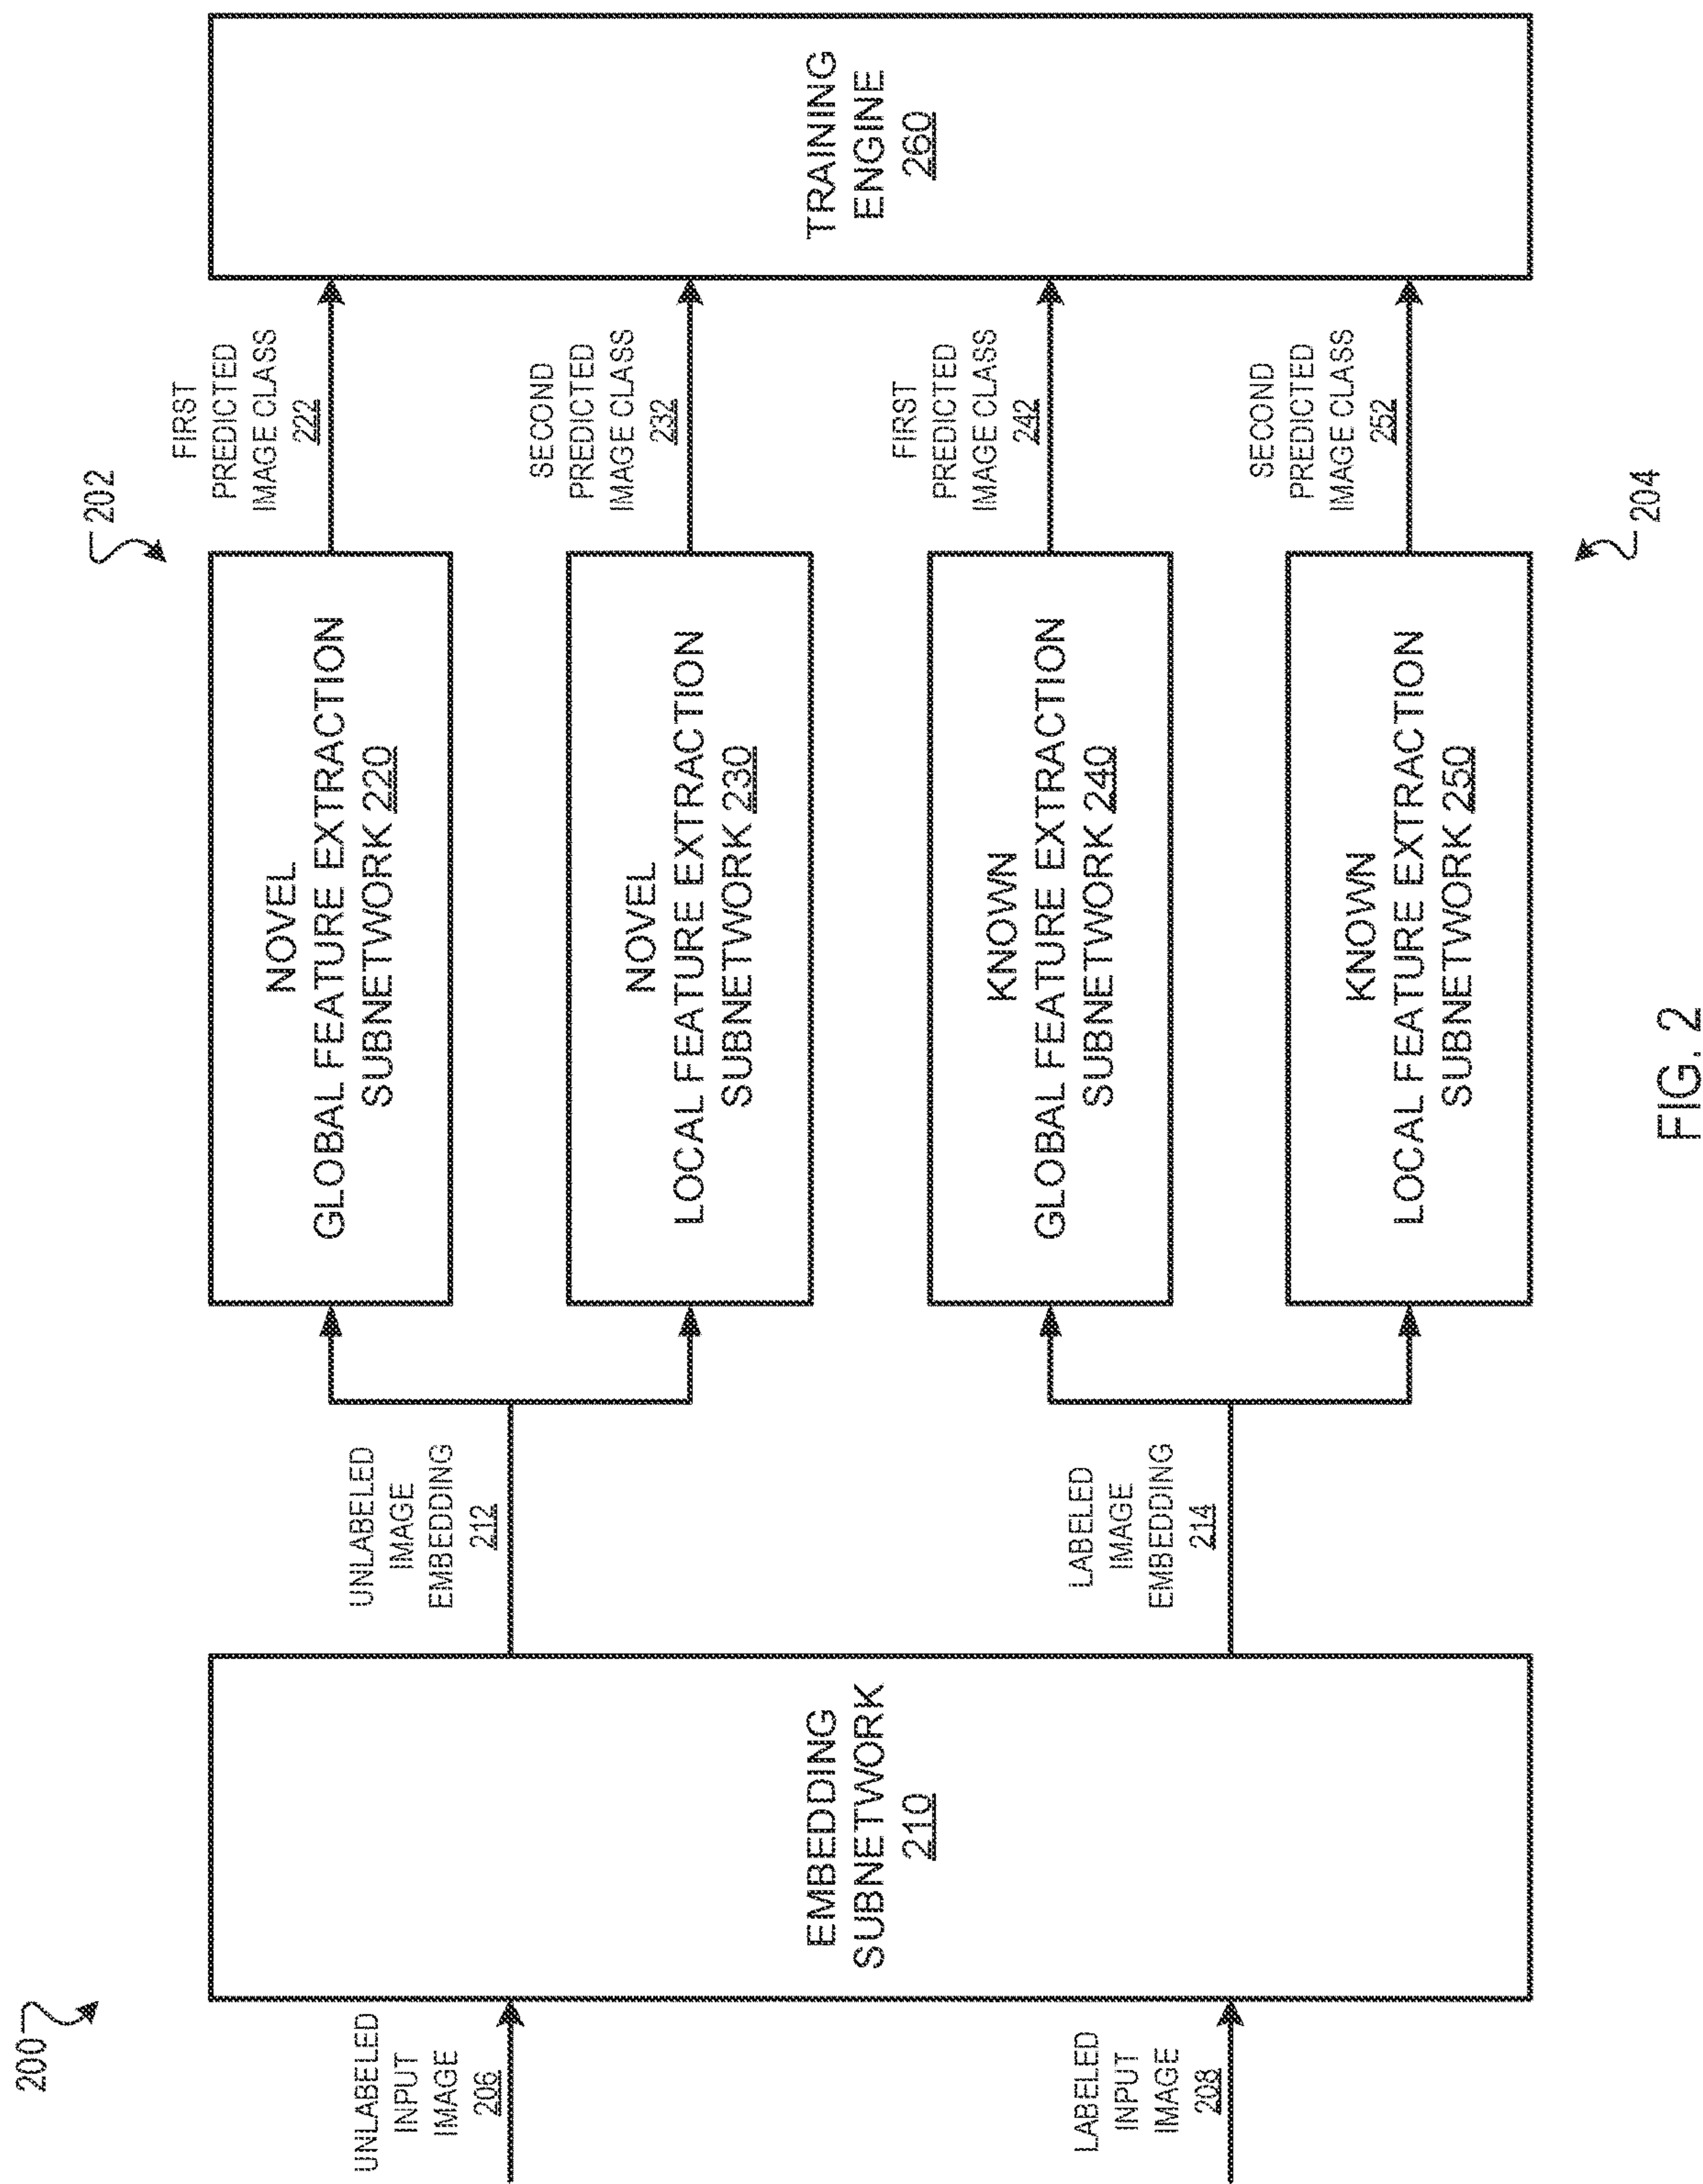 200
202
UNLABELED
INPUT
IMAGE
206
LABELED
INPUT
IMAGE
208
EMBEDDING
SUBNETWORK
210
UNLABELED
IMAGE
EMBEDDING
212
LABELED
IMAGE
EMBEDDING
214
NOVEL
GLOBAL FEATURE EXTRACTION
SUBNETWORK 220
NOVEL
LOCAL FEATURE EXTRACTION
SUBNETWORK 230
KNOWN
GLOBAL FEATURE EXTRACTION
SUBNETWORK 240
KNOWN
LOCAL FEATURE EXTRACTION
SUBNETWORK 250
FIRST
PREDICTED
IMAGE CLASS
222
SECOND
PREDICTED
IMAGE CLASS
232
FIRST
PREDICTED
IMAGE CLASS
242
SECOND
PREDICTED
IMAGE CLASS
252
TRAINING
ENGINE
260
204
FIG. 2